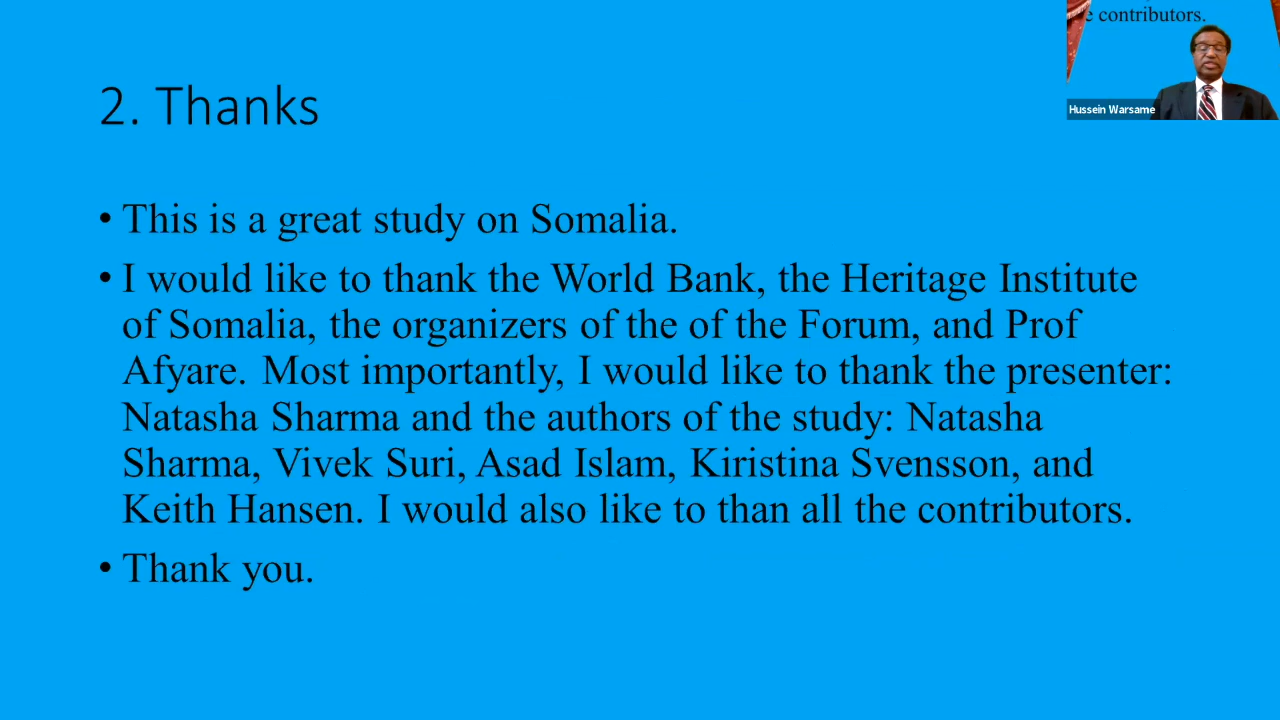 e contributors.
2. Thanks
Hussein Warsame
• This is a great study on Somalia.
• I would like to thank the World Bank, the Heritage Institute
of Somalia, the organizers of the of the Forum, and Prof
Afyare. Most importantly, I would like to thank the presenter:
Natasha Sharma and the authors of the study: Natasha
Sharma, Vivek Suri, Asad Islam, Kiristina Svensson, and
Keith Hansen. I would also like to than all the contributors.
• Thank you.